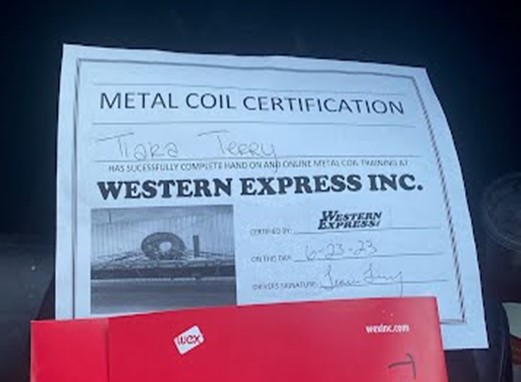 METAL COIL CERTIFICATION
Tiara Terry
HAS SUCESSFULLY COMPLETE HAND ON AND ONLINE METAL COIL TRAINING AT
WESTERN EXPRESS INC.
CERTIFIED BY: WESTERN EXPRESS
ON THIS DAY: 6-23-23
DRIVERS SIGNATURE:
wex
wexinc.com